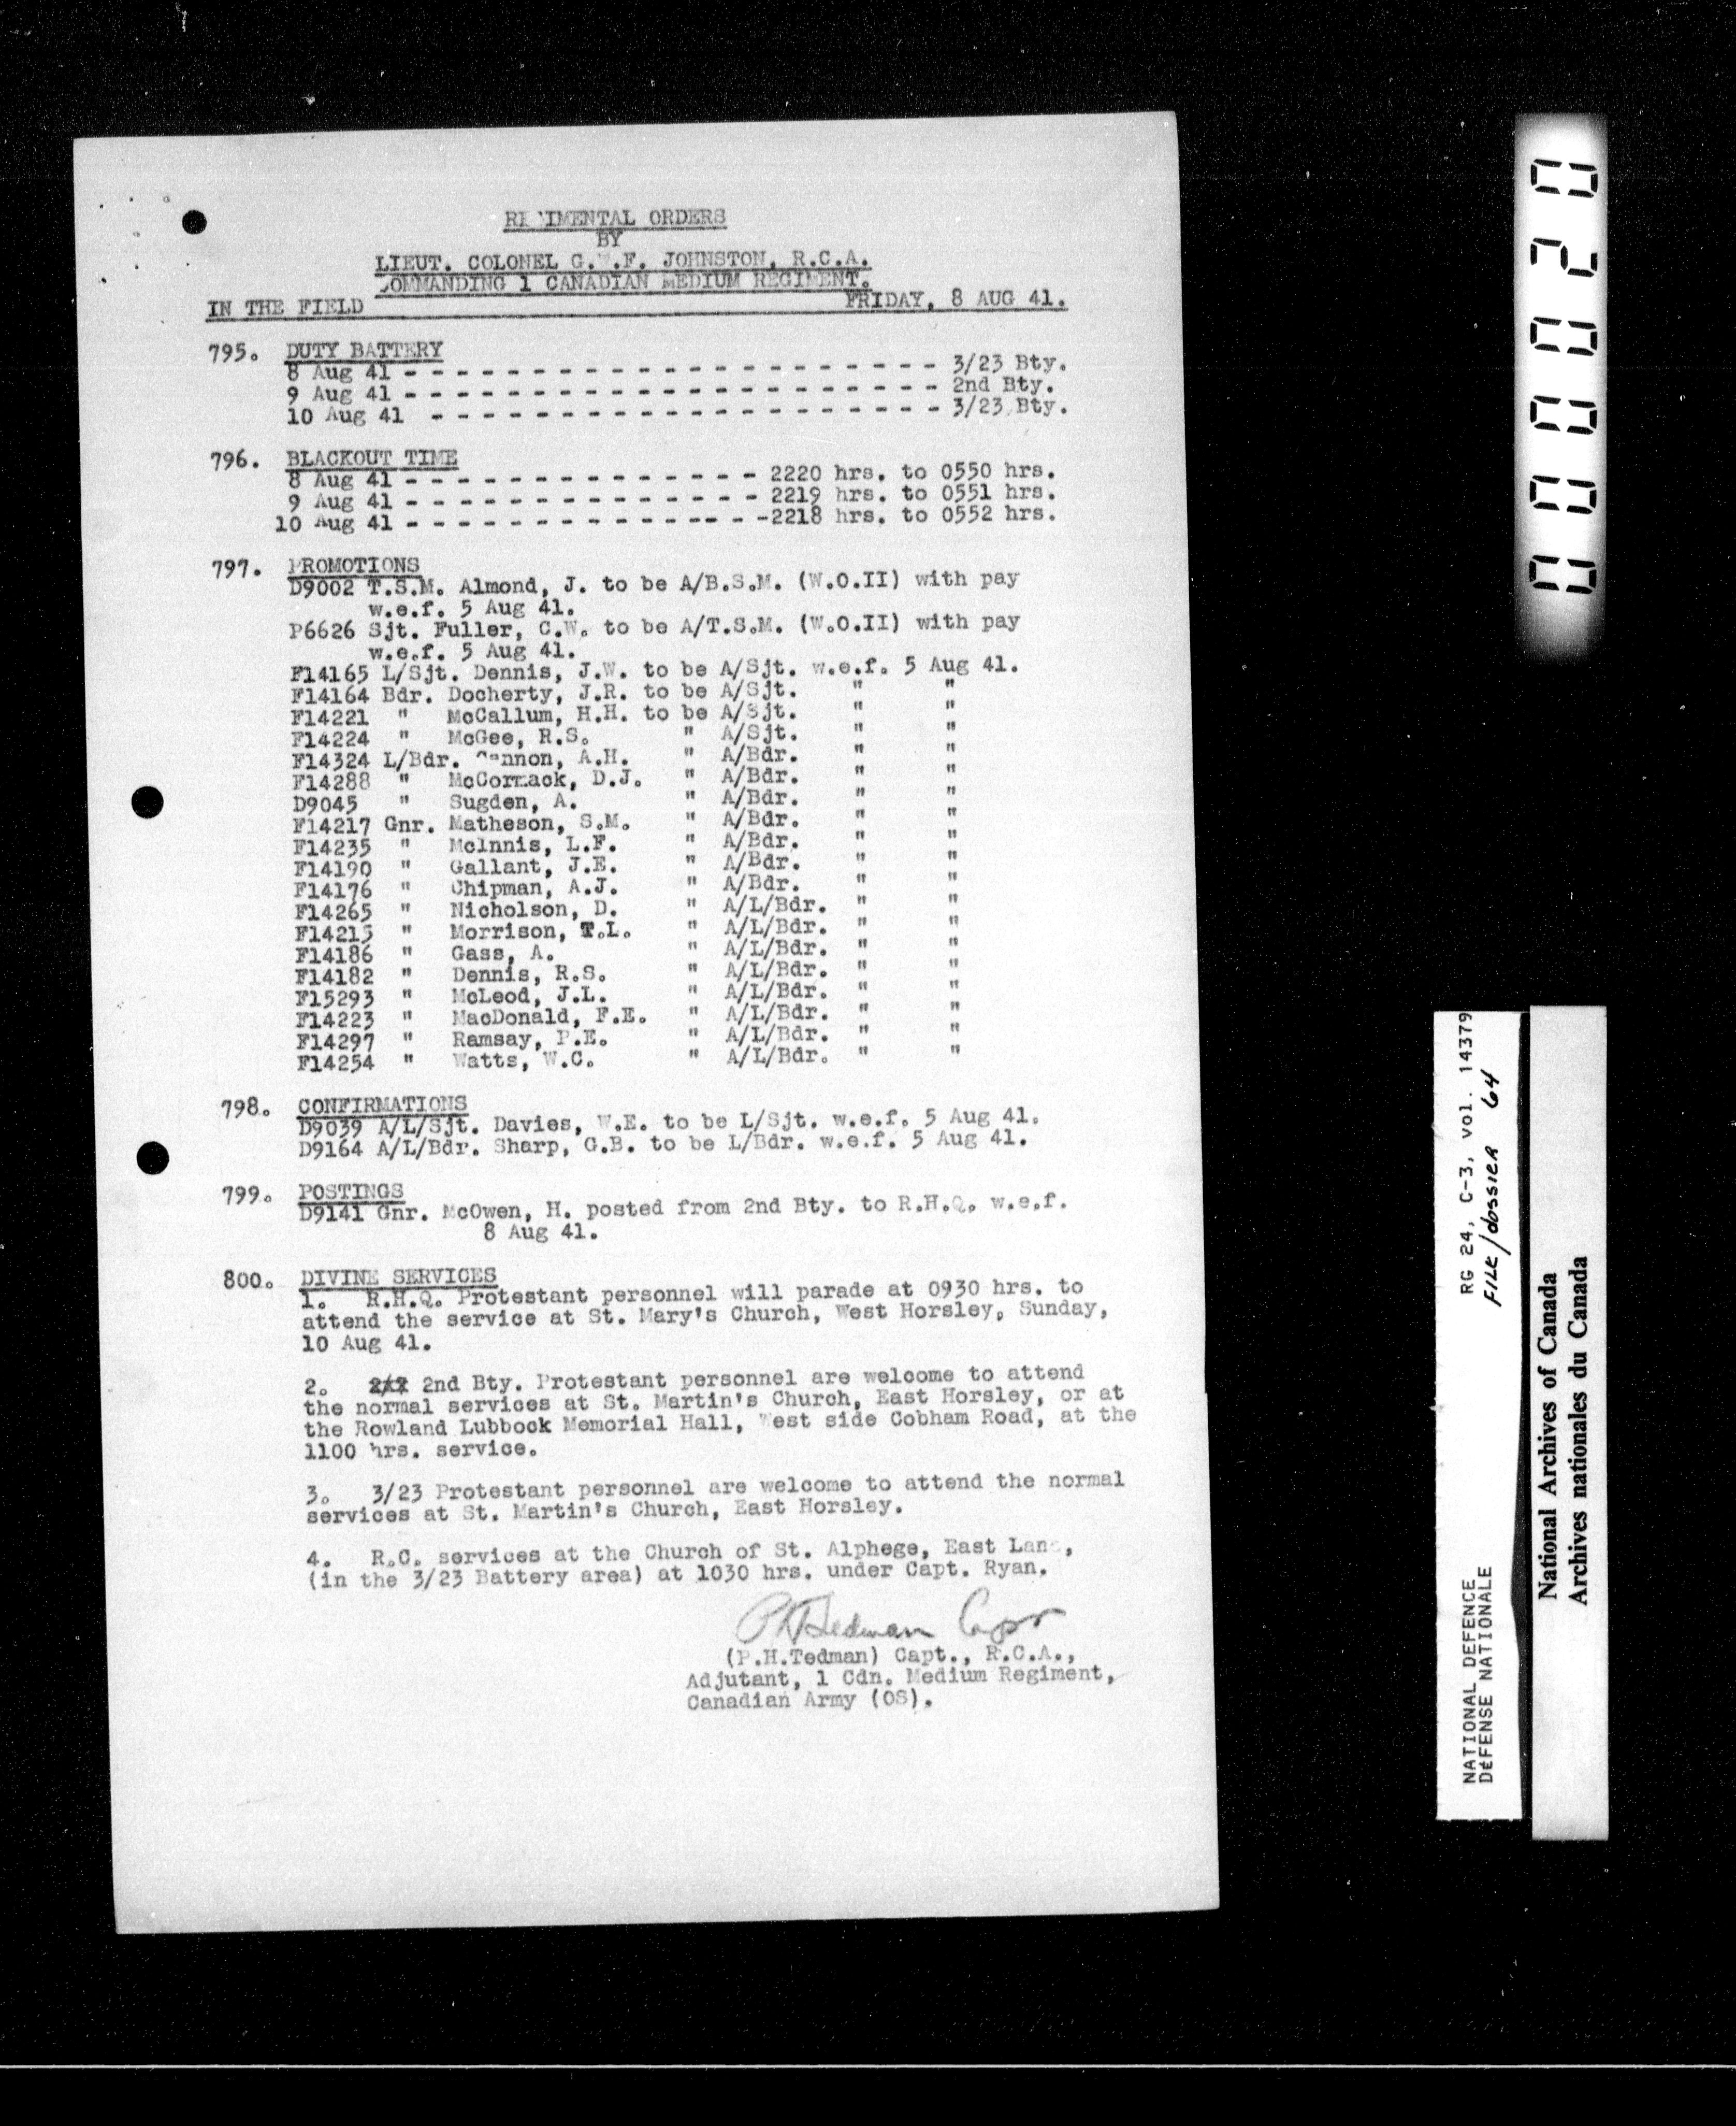 REGIMENTAL ORDERS
BY
LIEUT. COLONEL G.W.F. JOHNSTON, R.C.A.
COMMANDING 1 CANADIAN MEDIUM REGIMENT.
IN THE FIELD FRIDAY, 8 AUG 41.
795. DUTY BATTERY
8 Aug 41 - - - - - - - - - - - - - - - - - - - - - 3/23 Bty.
9 Aug 41 - - - - - - - - - - - - - - - - - - - - - 2nd Bty.
10 Aug 41 - - - - - - - - - - - - - - - - - - - - 3/23 Bty.
796. BLACKOUT TIME
8 Aug 41 - - - - - - - - - - - - - - 2220 hrs. to 0550 hrs.
9 Aug 41 - - - - - - - - - - - - - - 2219 hrs. to 0551 hrs.
10 Aug 41 - - - - - - - - - - - - - - -2218 hrs. to 0552 hrs.
797. PROMOTIONS
D9002 T.S.M. Almond, J. to be A/B.S.M. (W.O.II) with pay
w.e.f. 5 Aug 41.
P6626 Sjt. Fuller, C.W. to be A/T.S.M. (W.O.II) with pay
w.e.f. 5 Aug 41.
F14165 L/Sjt. Dennis, J.W. to be A/Sjt. w.e.f. 5 Aug 41.
F14164 Bdr. Docherty, J.R. to be A/Sjt. " "
F14221 " McCallum, H.H. to be A/Sjt. " "
F14224 " McGee, R.S. " A/Sjt. " "
F14324 L/Bdr. A.H. " A/Bdr. " "
F14288 " McCormack, D.J. " A/Bdr. " "
D9045 " Sugden, A. " A/Bdr. " "
F14217 Gnr. Matheson, S.M. " A/Bdr. " "
F14235 " McInnis, L.F. " A/Bdr. " "
F14190 " Gallant, J.E. " A/Bdr. " "
F14176 " Chipman, A.J. " A/Bdr. " "
F14265 " Nicholson, D. " A/L/Bdr. " "
F14215 " Morrison, T.L. " A/L/Bdr. " "
F14186 " Gass, A. " A/L/Bdr. " "
F14182 " Dennis, R.S. " A/L/Bdr. " "
F15293 " McLeod, J.L. " A/L/Bdr. " "
F14223 " MacDonald, F.E. " A/L/Bdr. " "
F14297 " Ramsay, P.E. " A/L/Bdr. " "
F14254 " Watts, W.C. " A/L/Bdr. " "
798. CONFIRMATIONS
D9039 A/L/Sjt. Davies, W.E. to be L/Sjt. w.e.f. 5 Aug 41.
D9164 A/L/Bdr. Sharp, G.B. to be L/Bdr. w.e.f. 5 Aug 41.
799. POSTINGS
D9141 Gnr. McOwen, H. posted from 2nd Bty. to R.H.Q. w.e.f.
8 Aug 41.
800. DIVINE SERVICES
1. R.H.Q. Protestant personnel will parade at 0930 hrs. to
attend the service at St. Mary's Church, West Horsley, Sunday,
10 Aug 41.
2. 2nd Bty. Protestant personnel are welcome to attend
the normal services at St. Martin's Church, East Horsley, or at
the Rowland Lubbock Memorial Hall, West side Cobham Road, at the
1100 hrs. service.
3. 3/23 Protestant personnel are welcome to attend the normal
services at St. Martin's Church, East Horsley.
4. R.C. services at the Church of St. Alphege, East Lane,
(in the 3/23 Battery area) at 1030 hrs. under Capt. Ryan.
PHTedman Capt
(P.H.Tedman) Capt., R.C.A.,
Adjutant, 1 Cdn. Medium Regiment,
Canadian Army (OS).
000020
RG 24, C-3, vol. 14379
FILE/dossier 64
NATIONAL DEFENCE
DÉFENSE NATIONALE
National Archives of Canada
Archives nationales du Canada